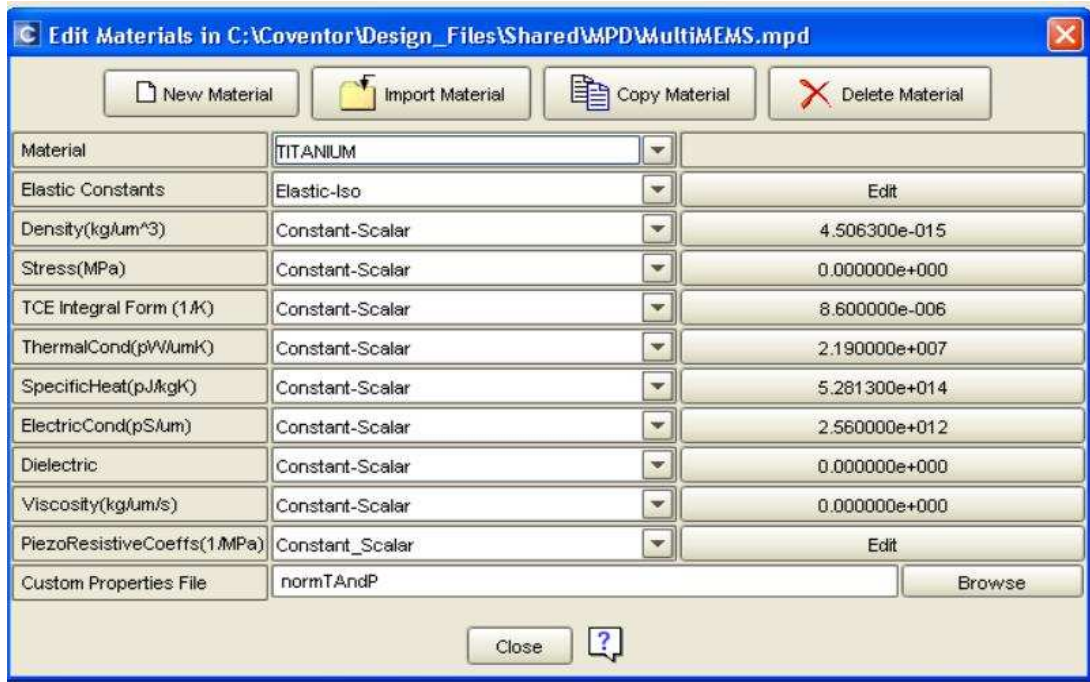 Edit Materials in C:\Coventor\Design_Files\Shared\MPD\MultiMEMS.mpd
New Material Import Material Copy Material Delete Material
Material TITANIUM
Elastic Constants Elastic-Iso Edit
Density(kg/um^3) Constant-Scalar 4.506300e-015
Stress(MPa) Constant-Scalar 0.000000e+000
TCE Integral Form (1/K) Constant-Scalar 8.600000e-006
ThermalCond(pW/umK) Constant-Scalar 2.190000e+007
SpecificHeat(pJ/kgK) Constant-Scalar 5.281300e+014
ElectricCond(pS/um) Constant-Scalar 2.560000e+012
Dielectric Constant-Scalar 0.000000e+000
Viscosity(kg/um/s) Constant-Scalar 0.000000e+000
PiezoResistiveCoeffs(1/MPa) Constant_Scalar Edit
Custom Properties File normTAndP Browse
Close ?